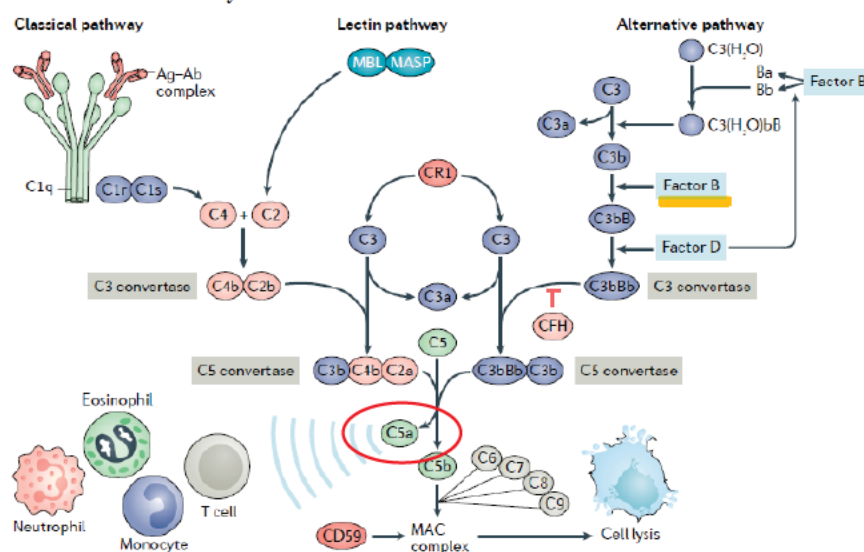 Classical pathway
Lectin pathway
Alternative pathway
Ag–Ab
complex
C1q
C1r C1s
MBL MASP
C4 + C2
C3 convertase
C4b C2b
CR1
C3
C3
C3a
C3(H2O)
Ba
Bb
Factor B
C3(H2O)bB
C3
C3a
C3b
Factor B
C3bB
Factor D
C3bBb
C3 convertase
CFH
C5
C5 convertase
C3b C4b C2a
C3bBb C3b
C5 convertase
C5a
C5b
C6
C7
C8
C9
Eosinophil
Neutrophil
Monocyte
T cell
CD59
MAC
complex
Cell lysis